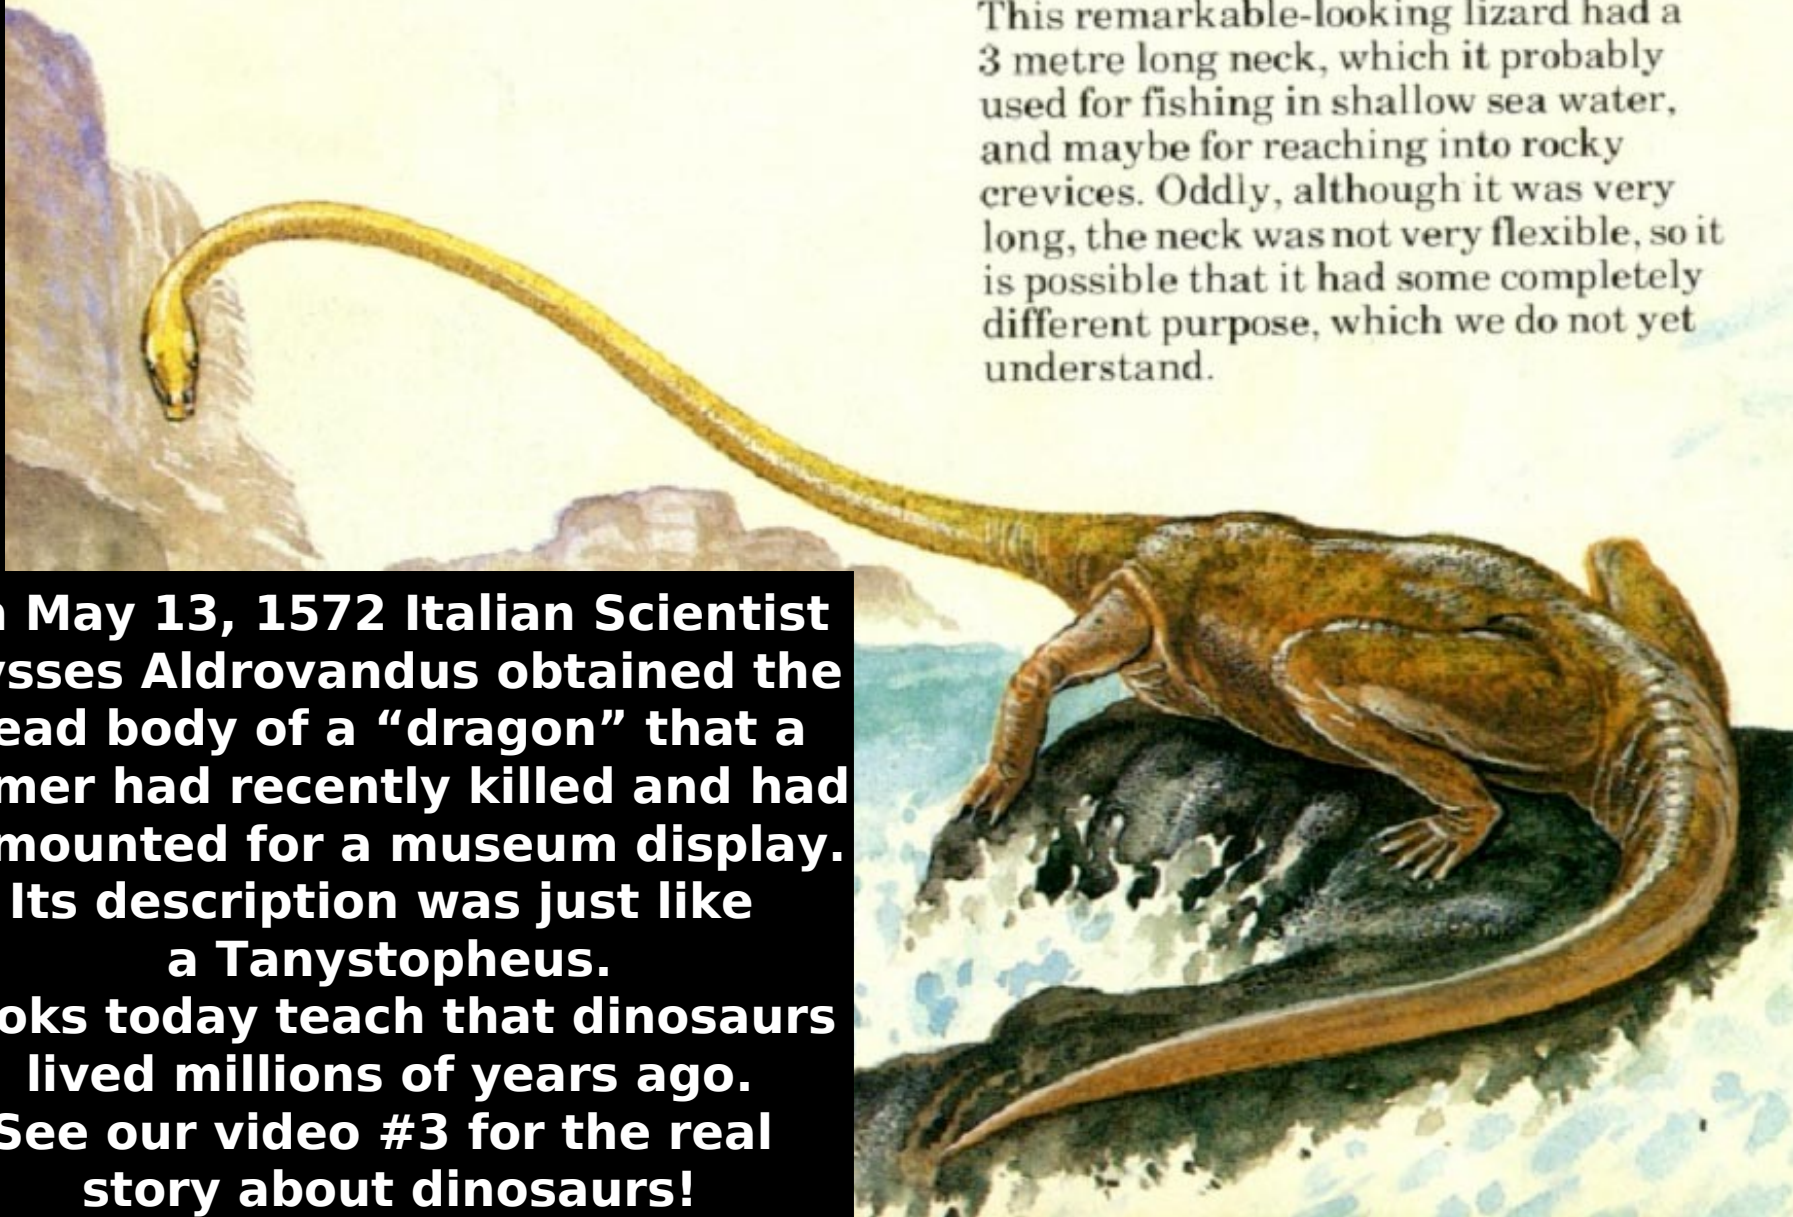 This remarkable-looking lizard had a
3 metre long neck, which it probably
used for fishing in shallow sea water,
and maybe for reaching into rocky
crevices. Oddly, although it was very
long, the neck was not very flexible, so it
is possible that it had some completely
different purpose, which we do not yet
understand.
May 13, 1572 Italian Scientist
Aldrovandus obtained the
body of a “dragon” that a
had recently killed and had
mounted for a museum display.
Its description was just like
a Tanystopheus.
today teach that dinosaurs
lived millions of years ago.
See our video #3 for the real
story about dinosaurs!